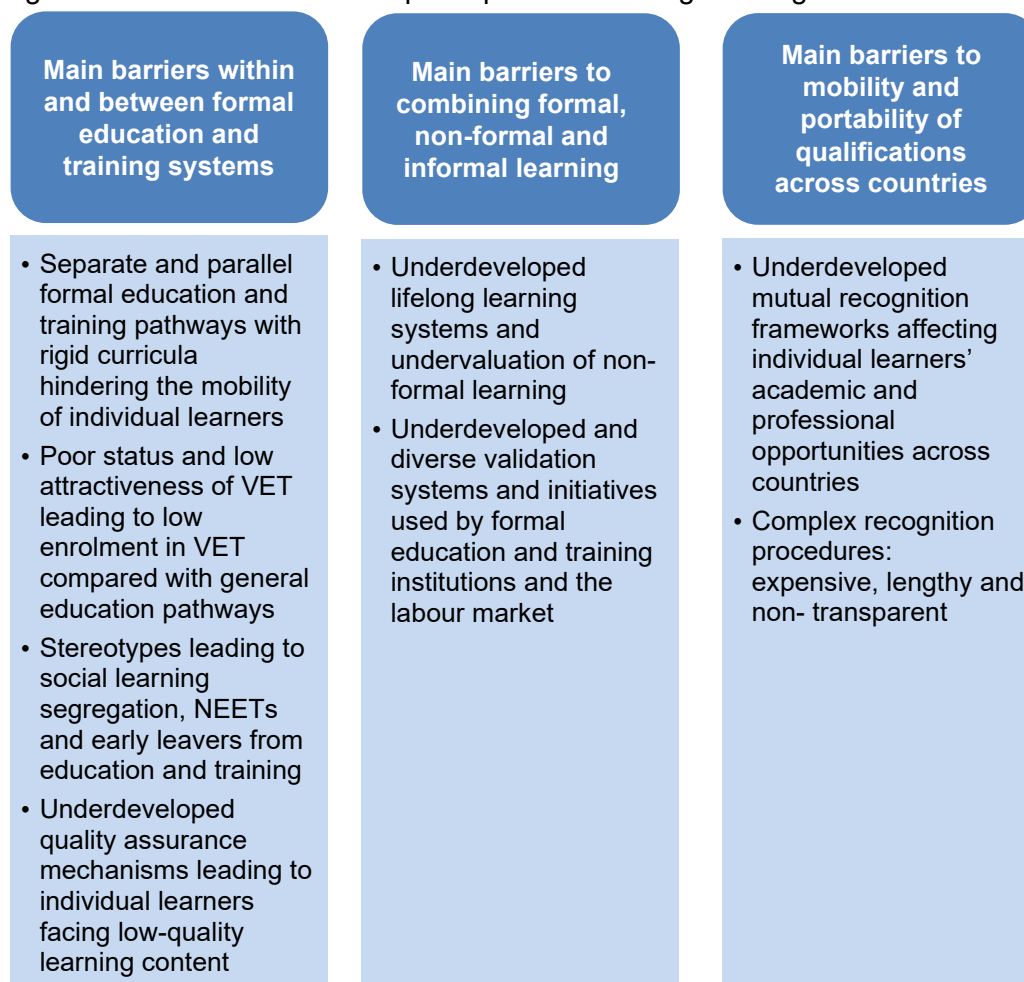 Main barriers within
and between formal
education and
training systems
• Separate and parallel
formal education and
training pathways with
rigid curricula
hindering the mobility
of individual learners
• Poor status and low
attractiveness of VET
leading to low
enrolment in VET
compared with general
education pathways
• Stereotypes leading to
social learning
segregation, NEETs
and early leavers from
education and training
• Underdeveloped
quality assurance
mechanisms leading to
individual learners
facing low-quality
learning content
Main barriers to
combining formal,
non-formal and
informal learning
• Underdeveloped
lifelong learning
systems and
undervaluation of non-
formal learning
• Underdeveloped and
diverse validation
systems and initiatives
used by formal
education and training
institutions and the
labour market
Main barriers to
mobility and
portability of
qualifications
across countries
• Underdeveloped
mutual recognition
frameworks affecting
individual learners’
academic and
professional
opportunities across
countries
• Complex recognition
procedures:
expensive, lengthy and
non- transparent